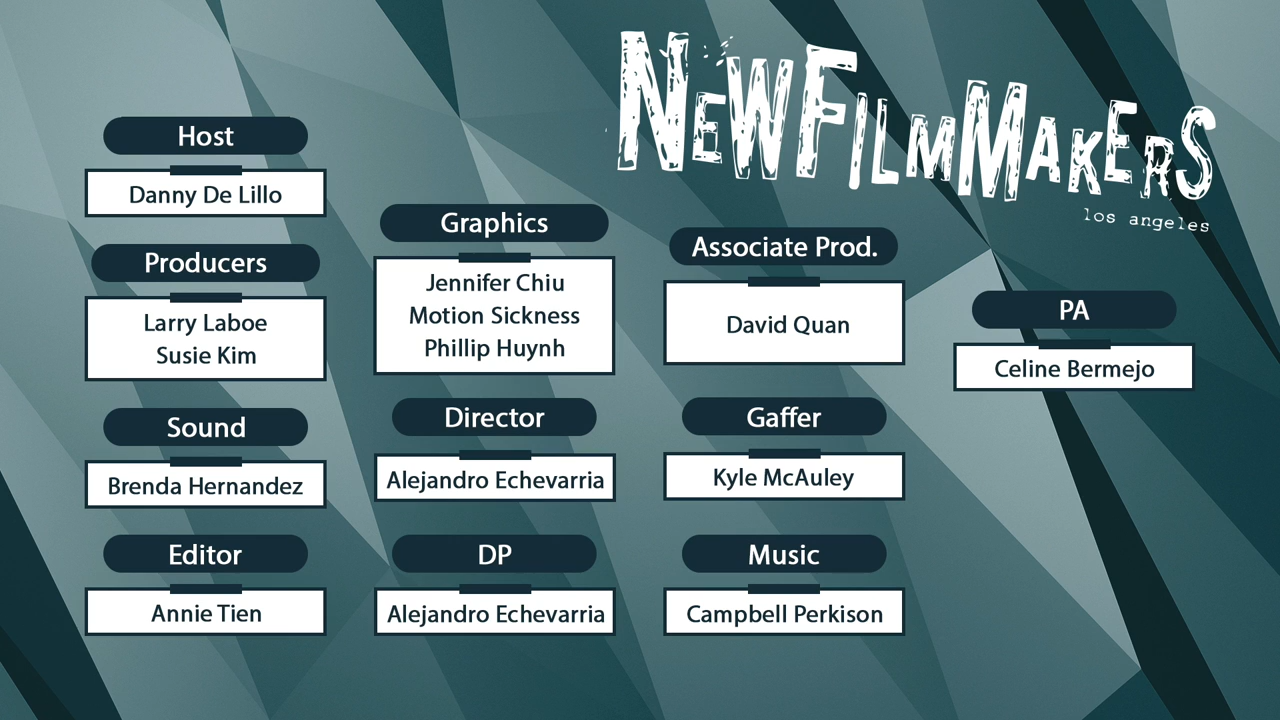 NEWFILMMAKERS
los angeles
Host
Danny De Lillo
Producers
Larry Laboe
Susie Kim
Sound
Brenda Hernandez
Editor
Annie Tien
Graphics
Jennifer Chiu
Motion Sickness
Phillip Huynh
Director
Alejandro Echevarria
DP
Alejandro Echevarria
Associate Prod.
David Quan
Gaffer
Kyle McAuley
Music
Campbell Perkison
PA
Celine Bermejo